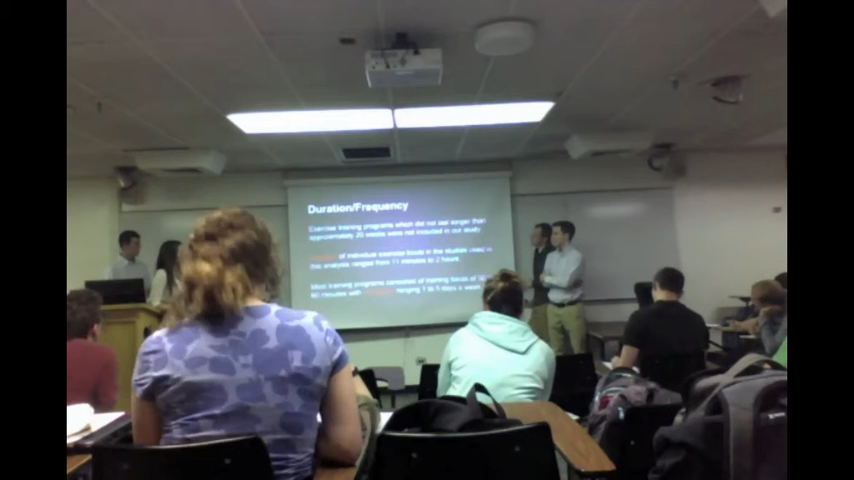 Duration/Frequency
Exercise training programs which did not last longer than
approximately 20 weeks were not included in our study
of individual exercise bouts in the studies used in
this analysis ranged from 11 minutes to 2 hours
Most training programs consisted of training bouts of
60 minutes with ranging 1 to 5 days a week